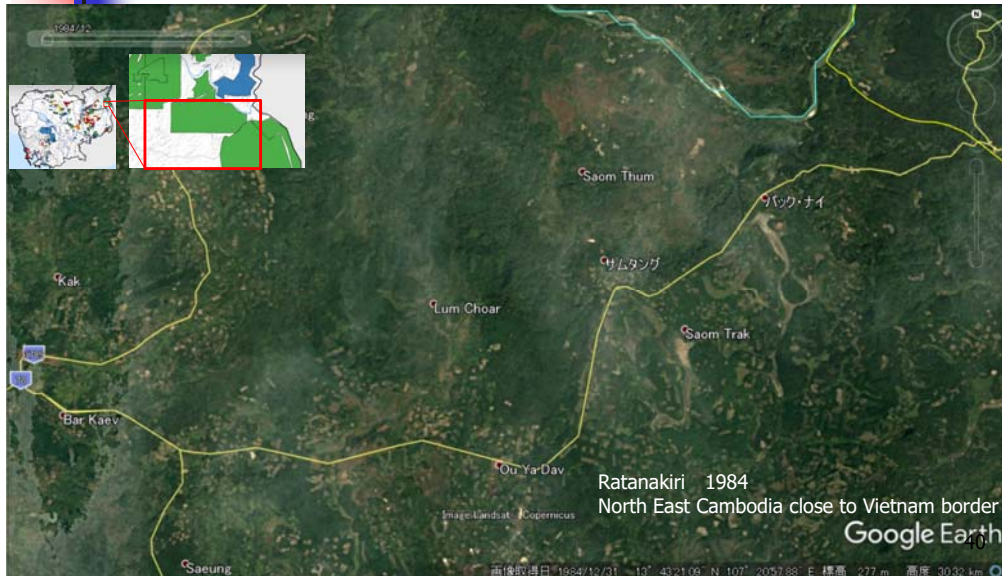 1984/12
N
Saom Thum
バック・ナイ
サムタング
Kak
Lum Choar
Saom Trak
Bar Kaev
Ou Ya Dav
Ratanakiri 1984
North East Cambodia close to Vietnam border
Image Landsat / Copernicus
Google Earth
40
Saeung
画像取得日 1984/12/31 13° 43'21.09" N 107° 20'57.88" E 標高 277 m 高度 30.32 km